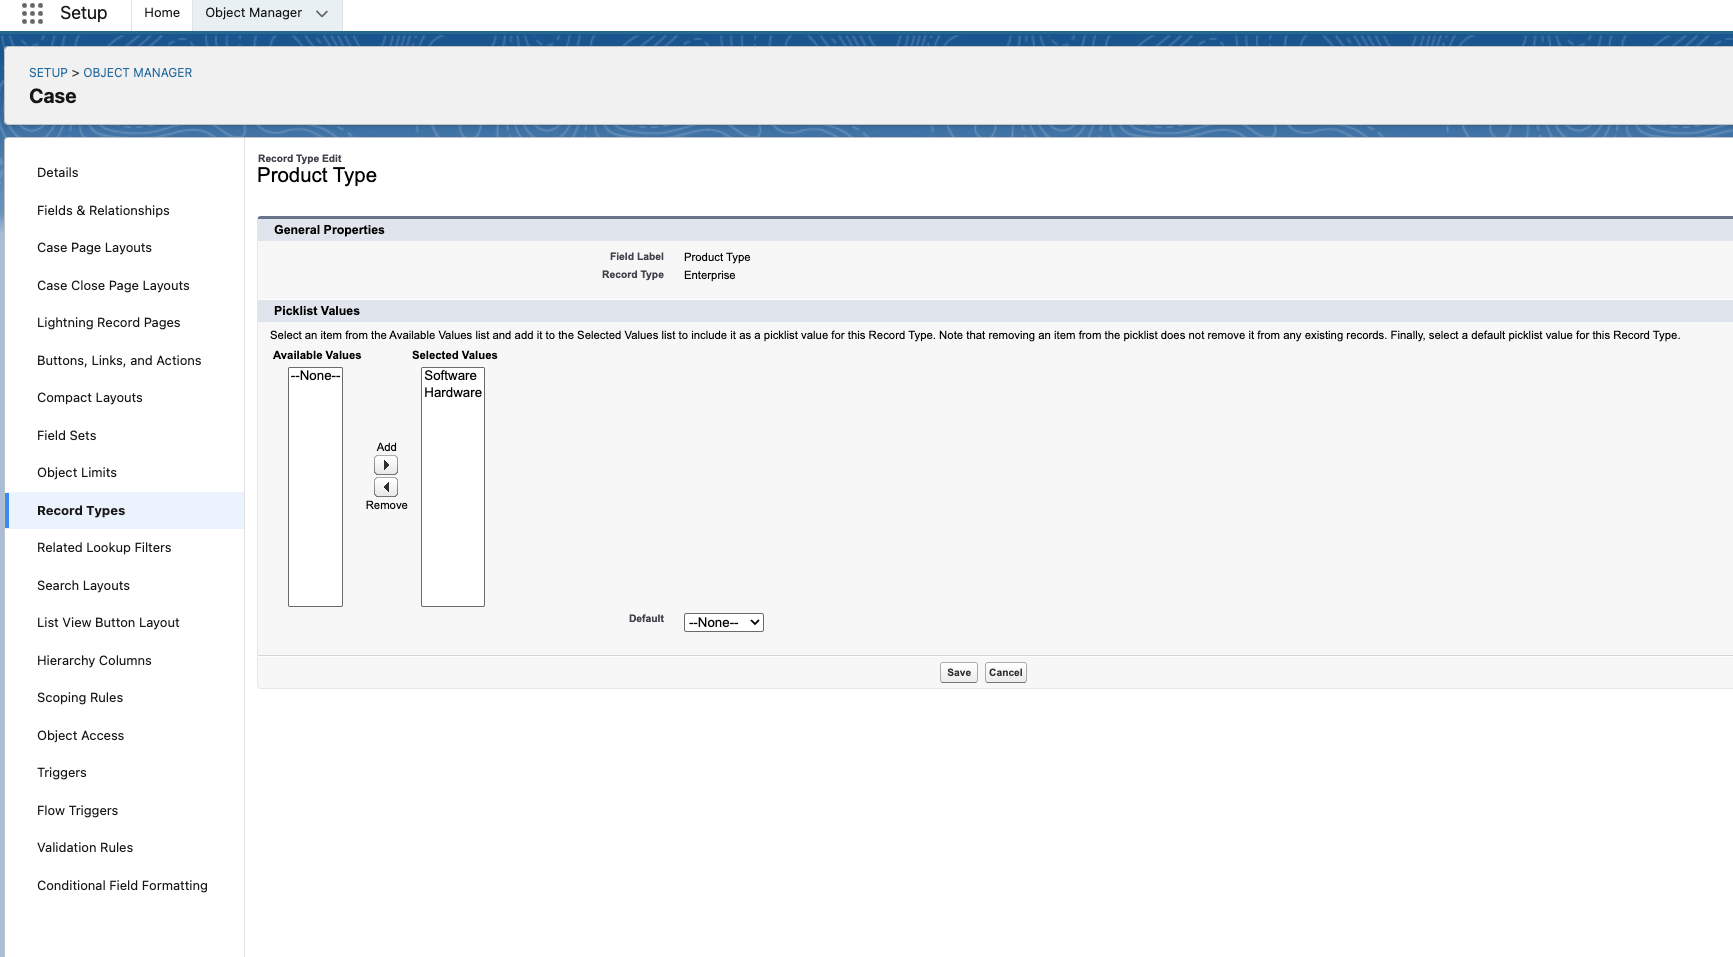 Setup
Home
Object Manager
SETUP > OBJECT MANAGER
Case
Details
Fields & Relationships
Case Page Layouts
Case Close Page Layouts
Lightning Record Pages
Buttons, Links, and Actions
Compact Layouts
Field Sets
Object Limits
Record Types
Related Lookup Filters
Search Layouts
List View Button Layout
Hierarchy Columns
Scoping Rules
Object Access
Triggers
Flow Triggers
Validation Rules
Conditional Field Formatting
Record Type Edit
Product Type
General Properties
Field Label Product Type
Record Type Enterprise
Picklist Values
Select an item from the Available Values list and add it to the Selected Values list to include it as a picklist value for this Record Type. Note that removing an item from the picklist does not remove it from any existing records. Finally, select a default picklist value for this Record Type.
Available Values
--None--
Add
Remove
Selected Values
Software
Hardware
Default --None--
Save Cancel